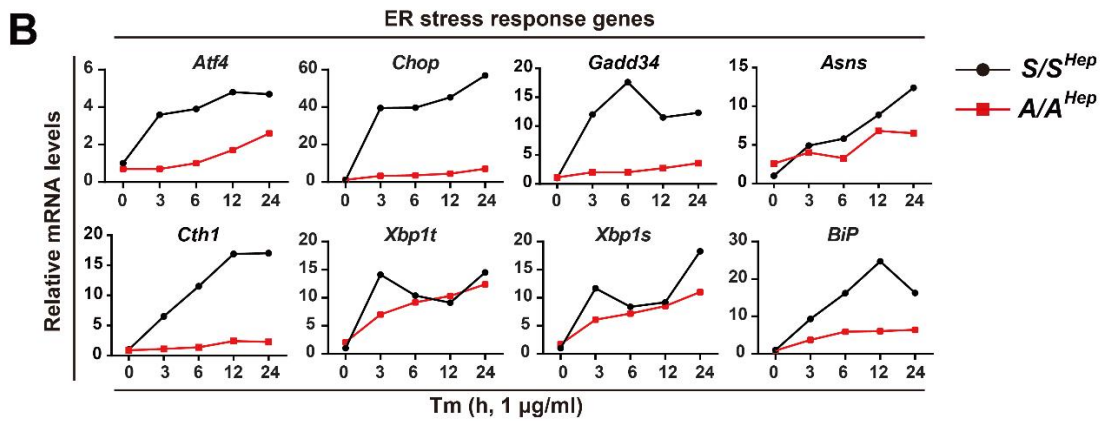 B
ER stress response genes
Relative mRNA levels
Atf4
6
4
2
0
0 3 6 12 24
Chop
60
40
20
0
0 3 6 12 24
Gadd34
20
15
10
5
0
0 3 6 12 24
Asns
15
10
5
0
0 3 6 12 24
S/S^Hep
A/A^Hep
Cth1
20
15
10
5
0
0 3 6 12 24
Xbp1t
20
15
10
5
0
0 3 6 12 24
Xbp1s
20
15
10
5
0
0 3 6 12 24
BiP
30
20
10
0
0 3 6 12 24
Tm (h, 1 µg/ml)